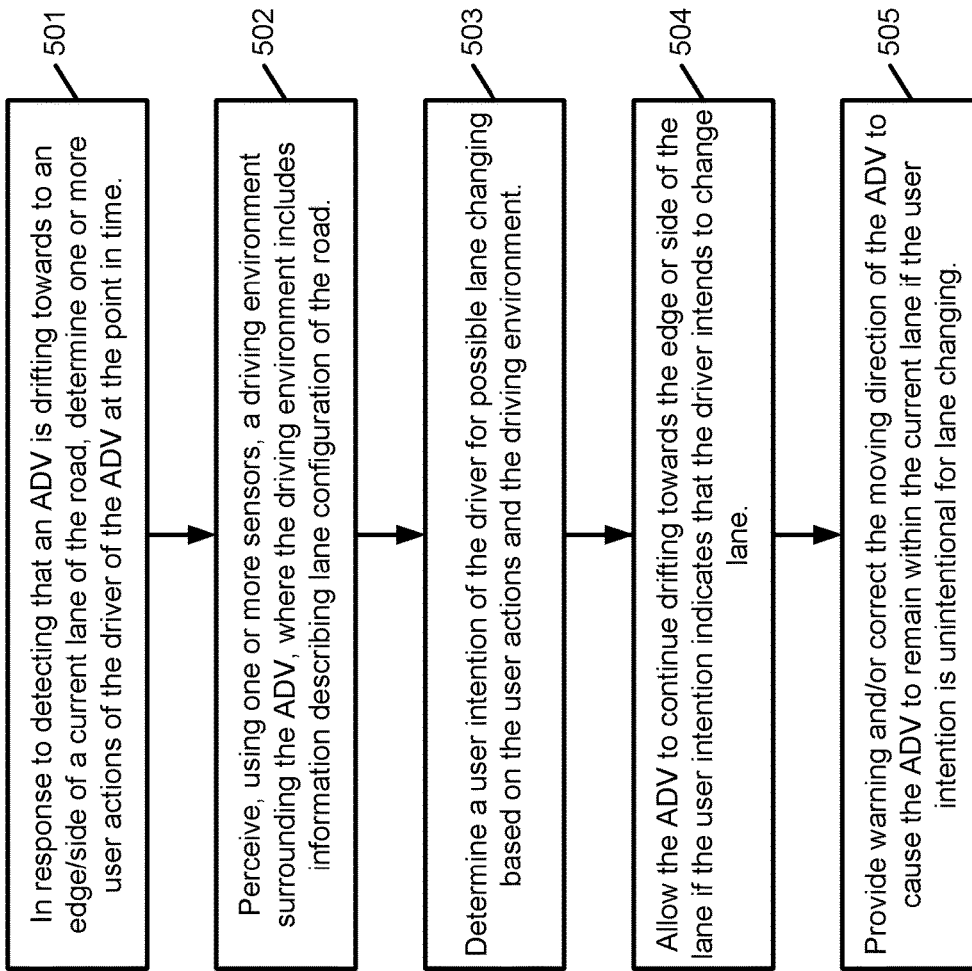 In response to detecting that an ADV is drifting towards to an
edge/side of a current lane of the road, determine one or more
user actions of the driver of the ADV at the point in time.
501
Perceive, using one or more sensors, a driving environment
surrounding the ADV, where the driving environment includes
information describing lane configuration of the road.
502
Determine a user intention of the driver for possible lane changing
based on the user actions and the driving environment.
503
Allow the ADV to continue drifting towards the edge or side of the
lane if the user intention indicates that the driver intends to change
lane.
504
Provide warning and/or correct the moving direction of the ADV to
cause the ADV to remain within the current lane if the user
intention is unintentional for lane changing.
505